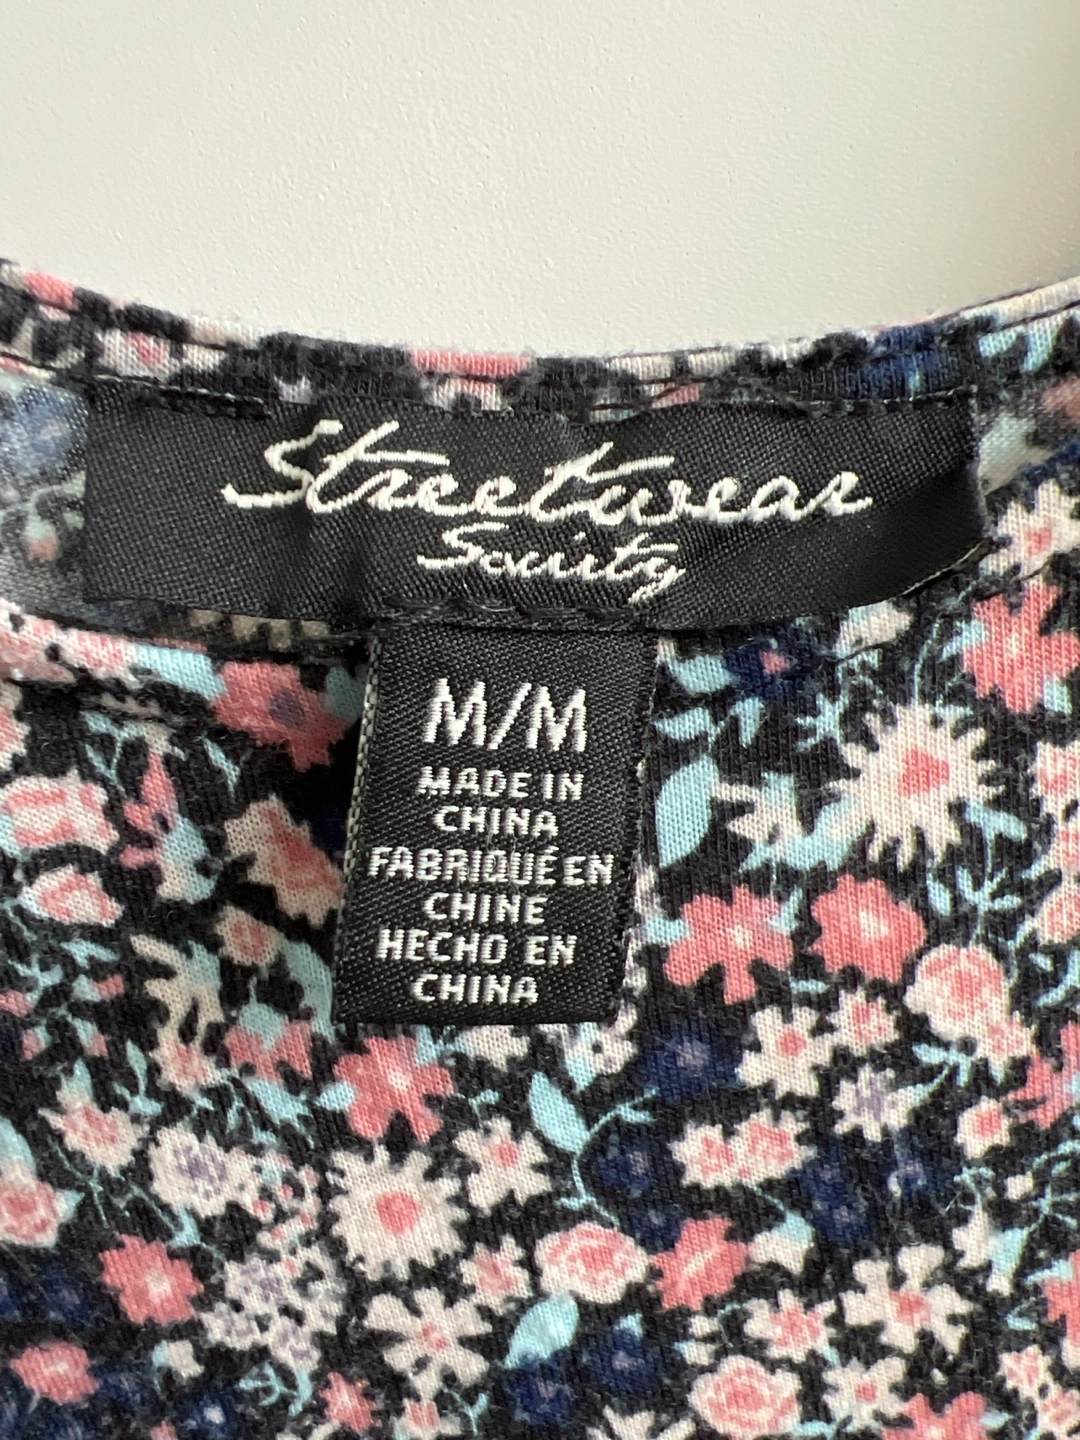 Streetwear
Society
M/M
MADE IN
CHINA
FABRIQUÉ EN
CHINE
HECHO EN
CHINA